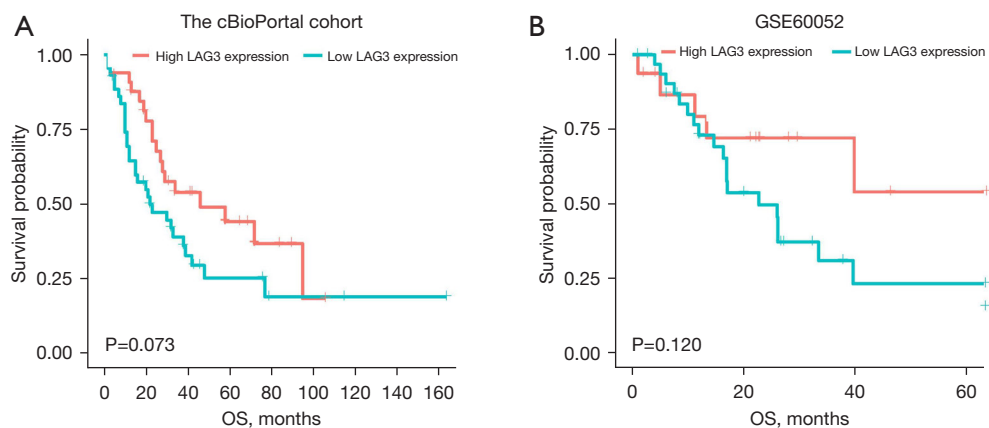 A
The cBioPortal cohort
High LAG3 expression
Low LAG3 expression
Survival probability
1.00
0.75
0.50
0.25
0.00
P=0.073
0 20 40 60 80 100 120 160
OS, months
B
GSE60052
High LAG3 expression
Low LAG3 expression
Survival probability
1.00
0.75
0.50
0.25
0.00
P=0.120
0 20 40 60
OS, months